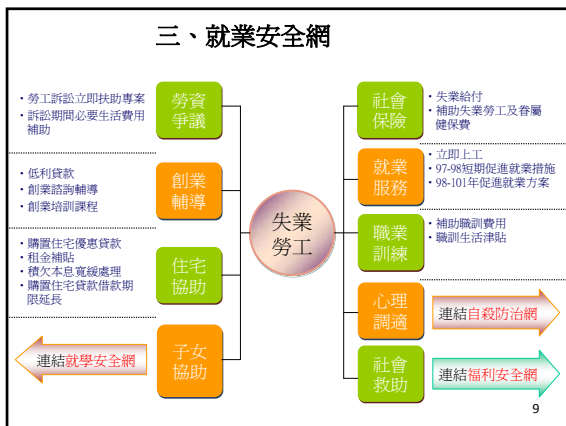 三、就業安全網
・勞工訴訟立即扶助專案
・訴訟期間必要生活費用
補助
勞資
爭議
・低利貸款
・創業諮詢輔導
・創業培訓課程
創業
輔導
・購置住宅優惠貸款
・租金補貼
・積欠本息寬緩處理
・購置住宅貸款借款期
限延長
住宅
協助
連結就學安全網
子女
協助
失業
勞工
社會
保險
・失業給付
・補助失業勞工及眷屬
健保費
就業
服務
・立即上工
・97-98短期促進就業措施
・98-101年促進就業方案
職業
訓練
・補助職訓費用
・職訓生活津貼
心理
調適
連結自殺防治網
社會
救助
連結福利安全網
9